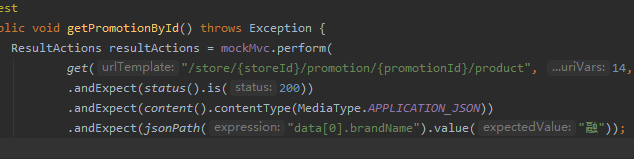 est
blic void getPromotionById() throws Exception {
ResultActions resultActions = mockMvc.perform(
get( urlTemplate: "/store/{storeId}/promotion/{promotionId}/product", ...uriVars: 14,
.andExpect(status().is( status: 200))
.andExpect(content().contentType(MediaType.APPLICATION_JSON))
.andExpect(jsonPath( expression: "data[0].brandName").value( expectedValue: "融"));